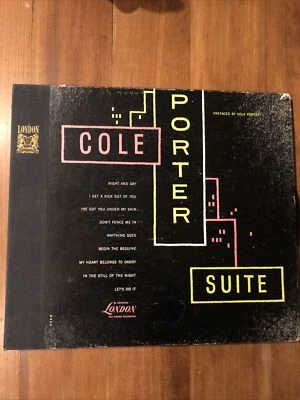 LONDON
COLE
PORTER
SUITE
PREFACED BY COLE PORTER
NIGHT AND DAY
I GET A KICK OUT OF YOU
I'VE GOT YOU UNDER MY SKIN
DON'T FENCE ME IN
ANYTHING GOES
BEGIN THE BEGUINE
MY HEART BELONGS TO DADDY
IN THE STILL OF THE NIGHT
LET'S DO IT
LONDON